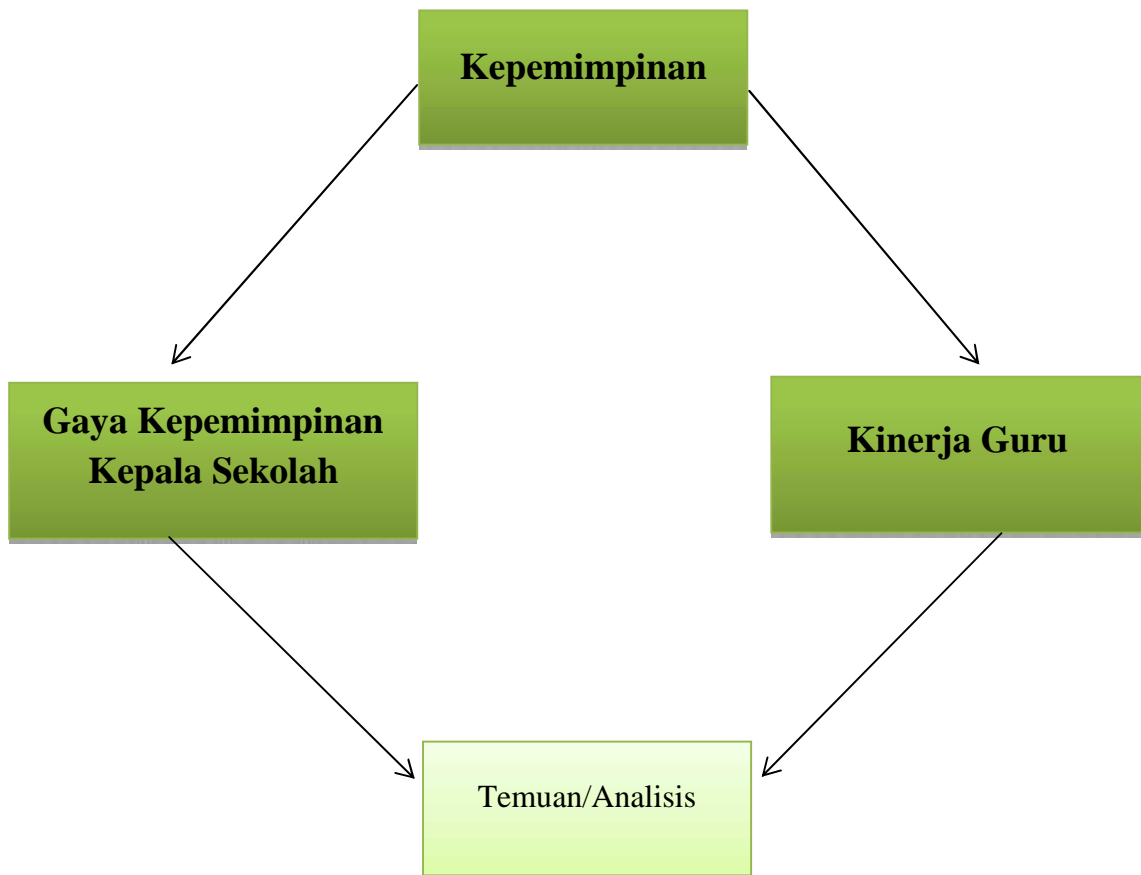 Kepemimpinan
Gaya Kepemimpinan
Kepala Sekolah
Kinerja Guru
Temuan/Analisis